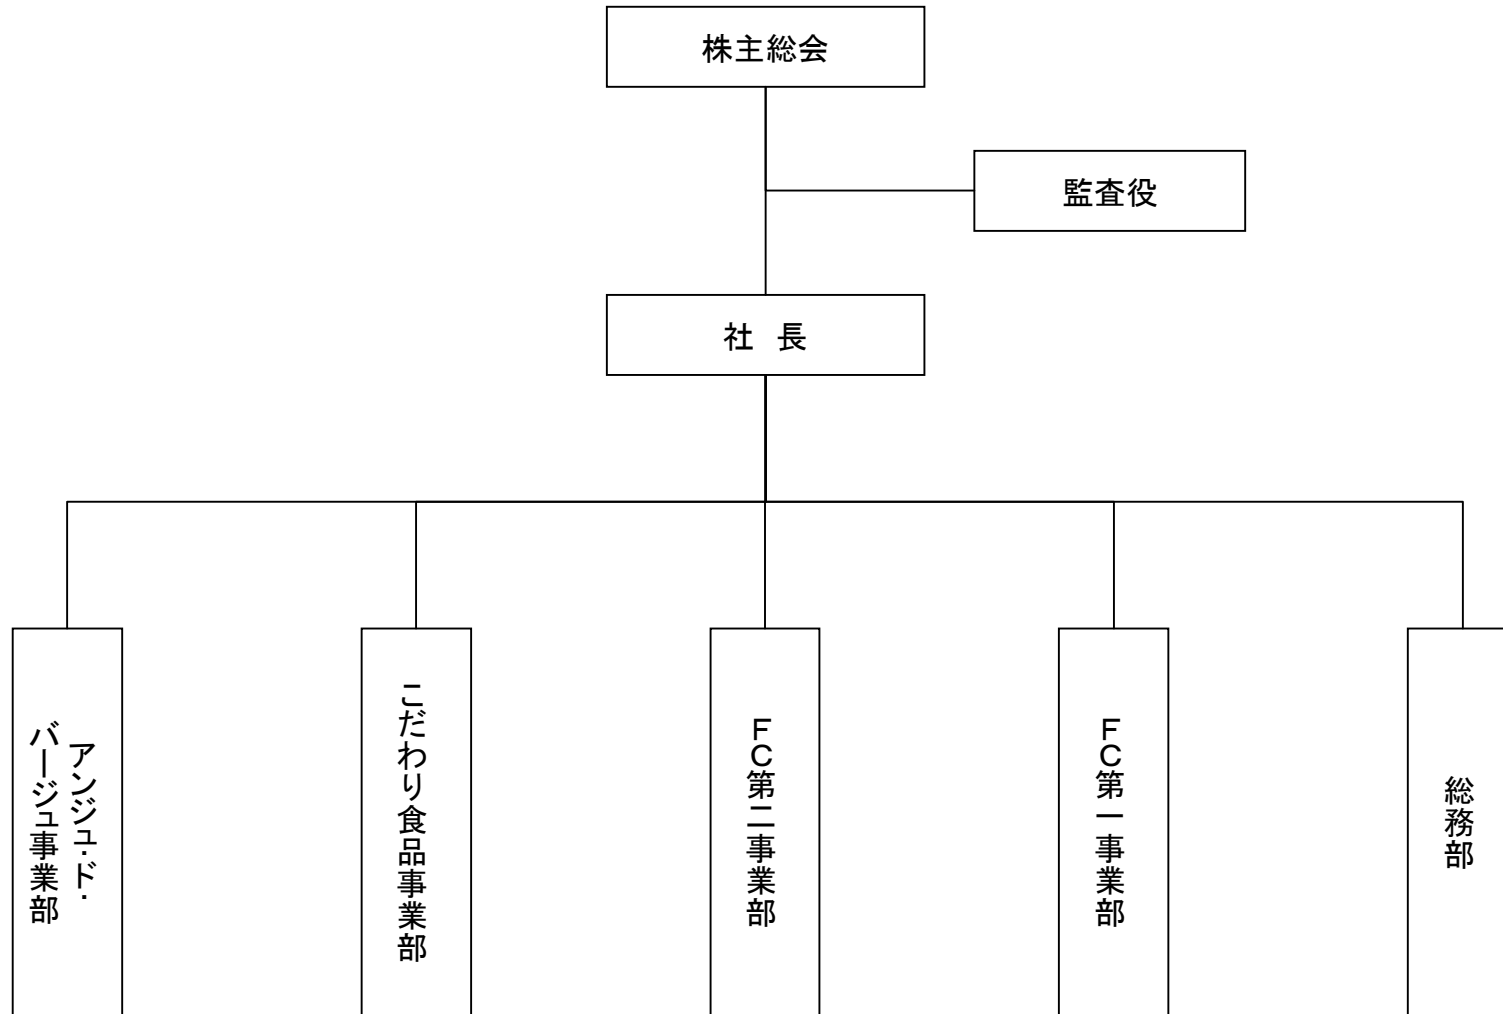 株主総会
監査役
社 長
アンジュ・ド・
バージュ事業部
こだわり食品事業部
FC第二事業部
FC第一事業部
総務部